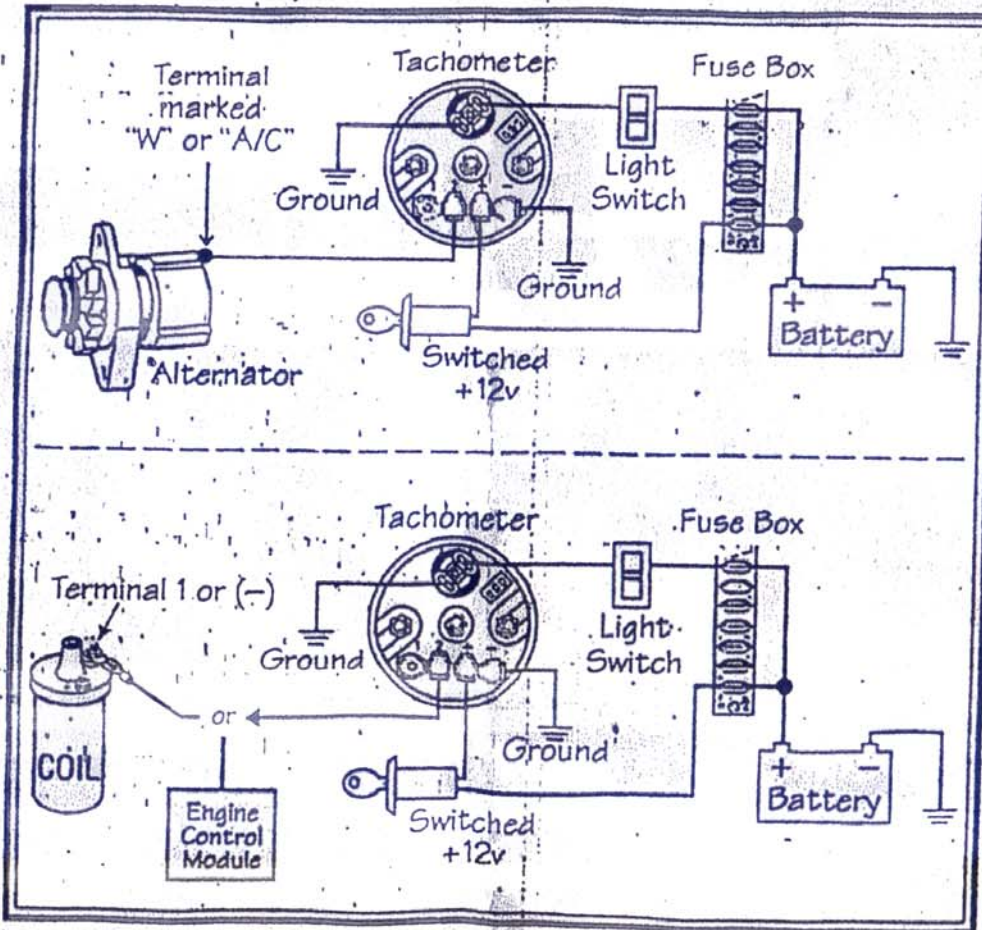 Tachometer
Fuse Box
Terminal
marked
"W" or "A/C"
Ground
Light
Switch
Ground
+ −
Battery
Alternator
Switched
+12v
Tachometer
Fuse Box
Terminal 1 or (−)
Ground
Light
Switch
or
Ground
COIL
+ −
Battery
Engine
Control
Module
Switched
+12v